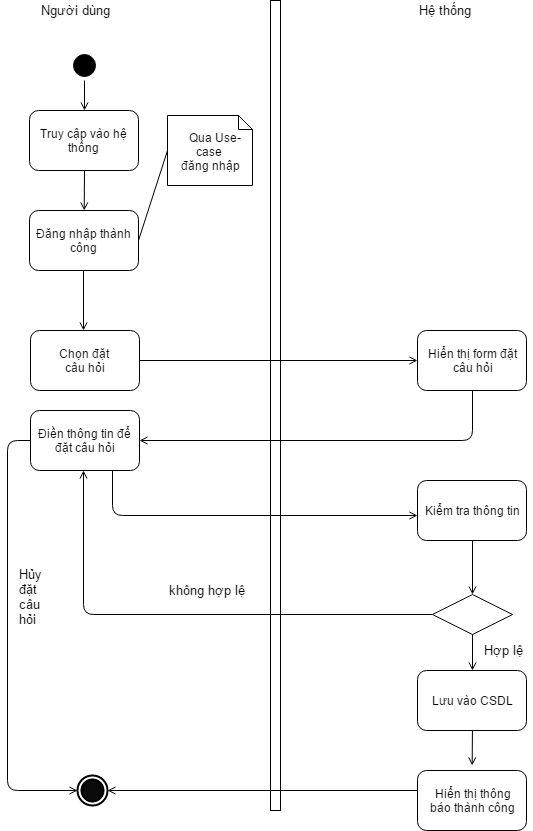 Người dùng
Hệ thống
Truy cập vào hệ
thống
Qua Use-
case
đăng nhập
Đăng nhập thành
công
Chọn đặt
câu hỏi
Hiển thị form đặt
câu hỏi
Điền thông tin để
đặt câu hỏi
Kiểm tra thông tin
Hủy
đặt
câu
hỏi
không hợp lệ
Hợp lệ
Lưu vào CSDL
Hiển thị thông
báo thành công